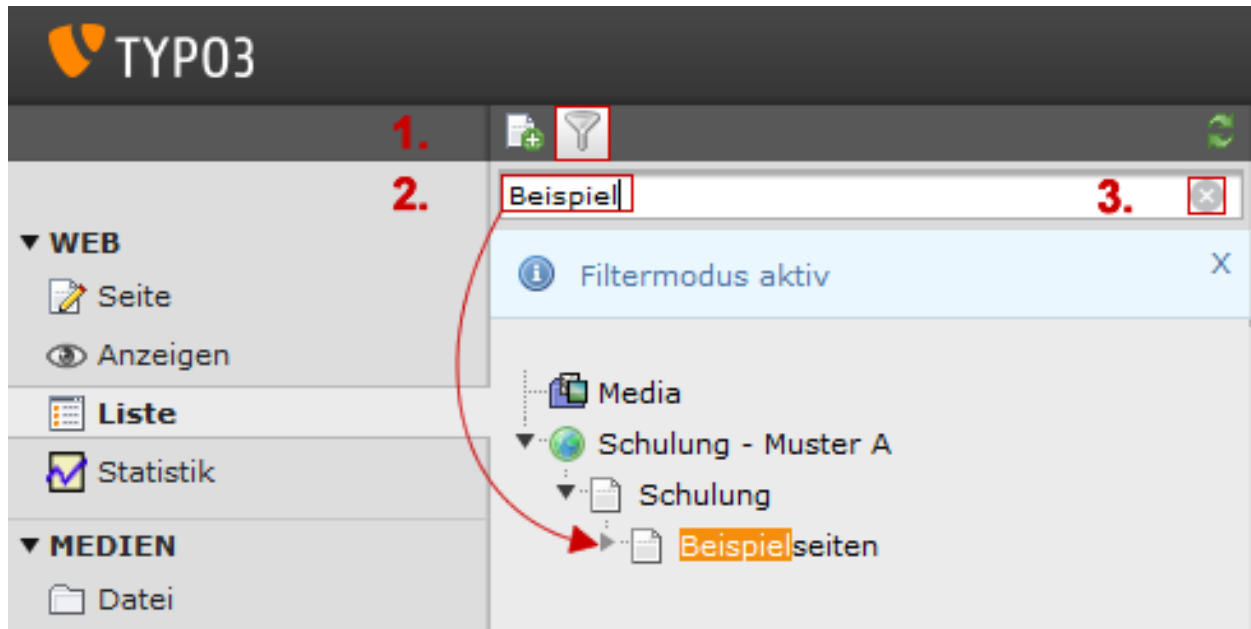 TYPO3
1.
2.
Beispiel
3.
Filtermodus aktiv
X
WEB
Seite
Anzeigen
Liste
Statistik
MEDIEN
Datei
Media
Schulung - Muster A
Schulung
Beispielseiten